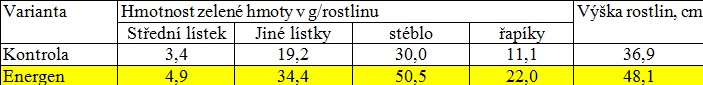 Varianta Hmotnost zelené hmoty v g/rostlinu Výška rostlin, cm
Střední lístek Jiné lístky stéblo řapíky
Kontrola 3,4 19,2 30,0 11,1 36,9
Energen 4,9 34,4 50,5 22,0 48,1